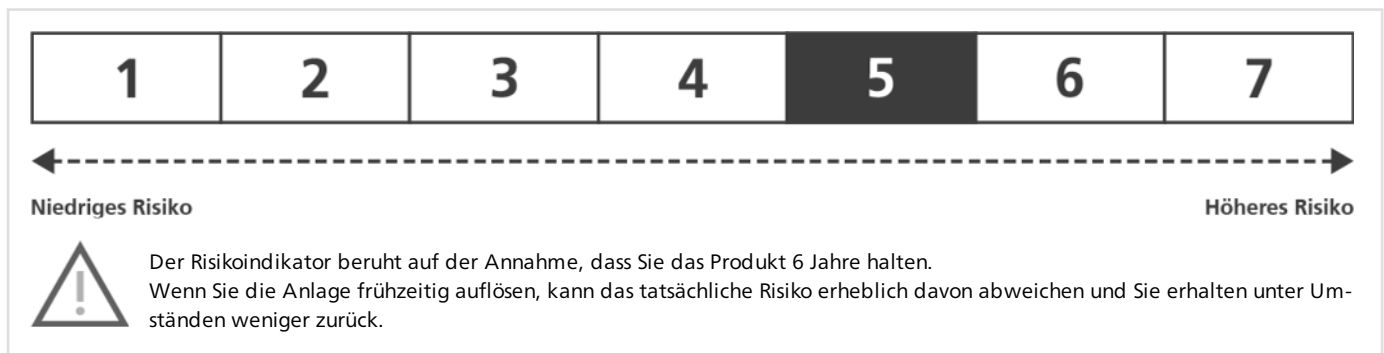 1 2 3 4 5 6 7
Niedriges Risiko Höheres Risiko
Der Risikoindikator beruht auf der Annahme, dass Sie das Produkt 6 Jahre halten.
Wenn Sie die Anlage frühzeitig auflösen, kann das tatsächliche Risiko erheblich davon abweichen und Sie erhalten unter Um-
ständen weniger zurück.